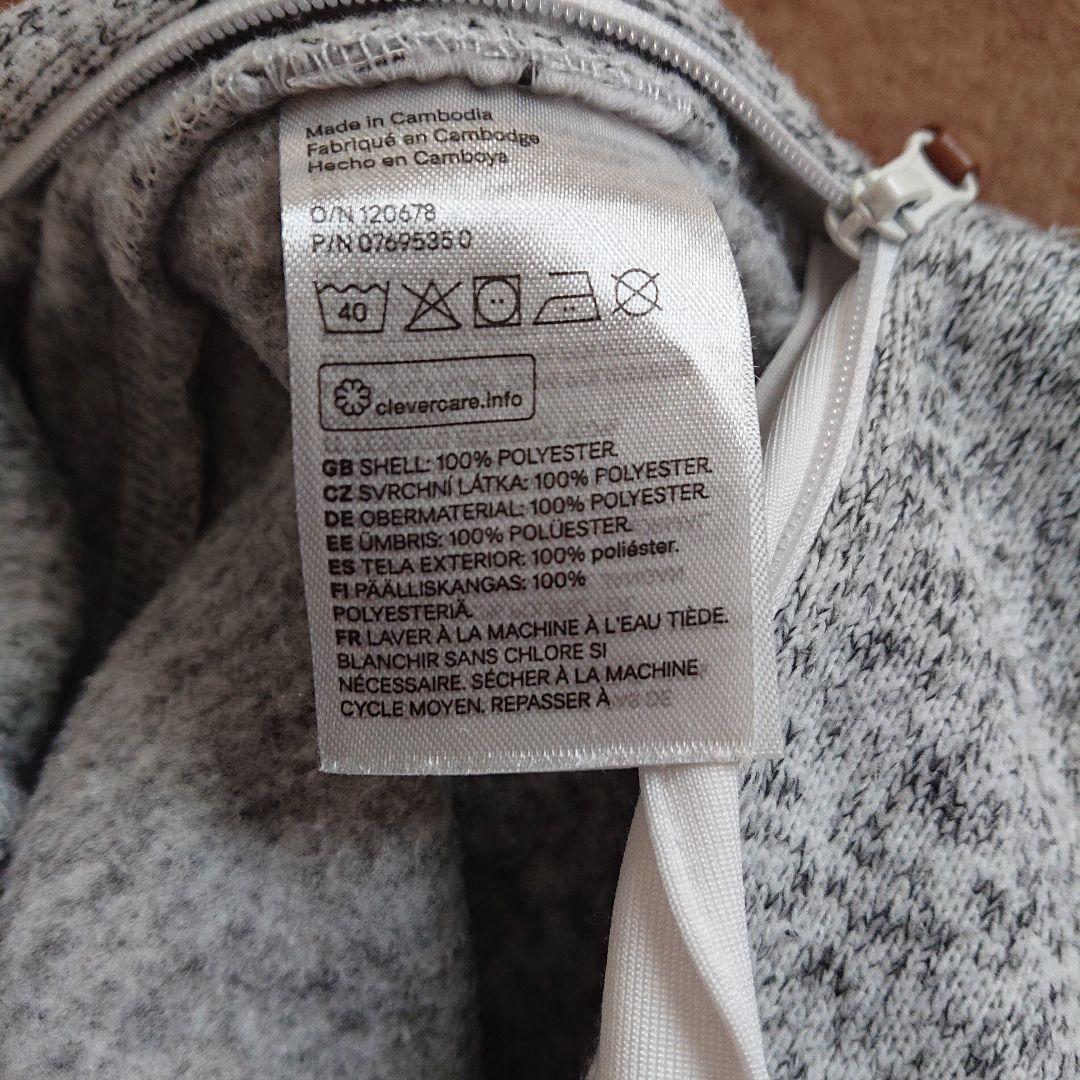 Made in Cambodia
Fabriqué en Cambodge
Hecho en Camboya
O/N 120678
P/N 0769535 0
40
clevercare.info
GB SHELL: 100% POLYESTER.
CZ SVRCHNÍ LÁTKA: 100% POLYESTER.
DE OBERMATERIAL: 100% POLYESTER.
EE ÜMBRIS: 100% POLÜESTER.
ES TELA EXTERIOR: 100% poliéster.
FI PÄÄLLISKANGAS: 100%
POLYESTERIÄ.
FR LAVER À LA MACHINE À L'EAU TIÈDE.
BLANCHIR SANS CHLORE SI
NÉCESSAIRE. SÉCHER À LA MACHINE
CYCLE MOYEN. REPASSER À